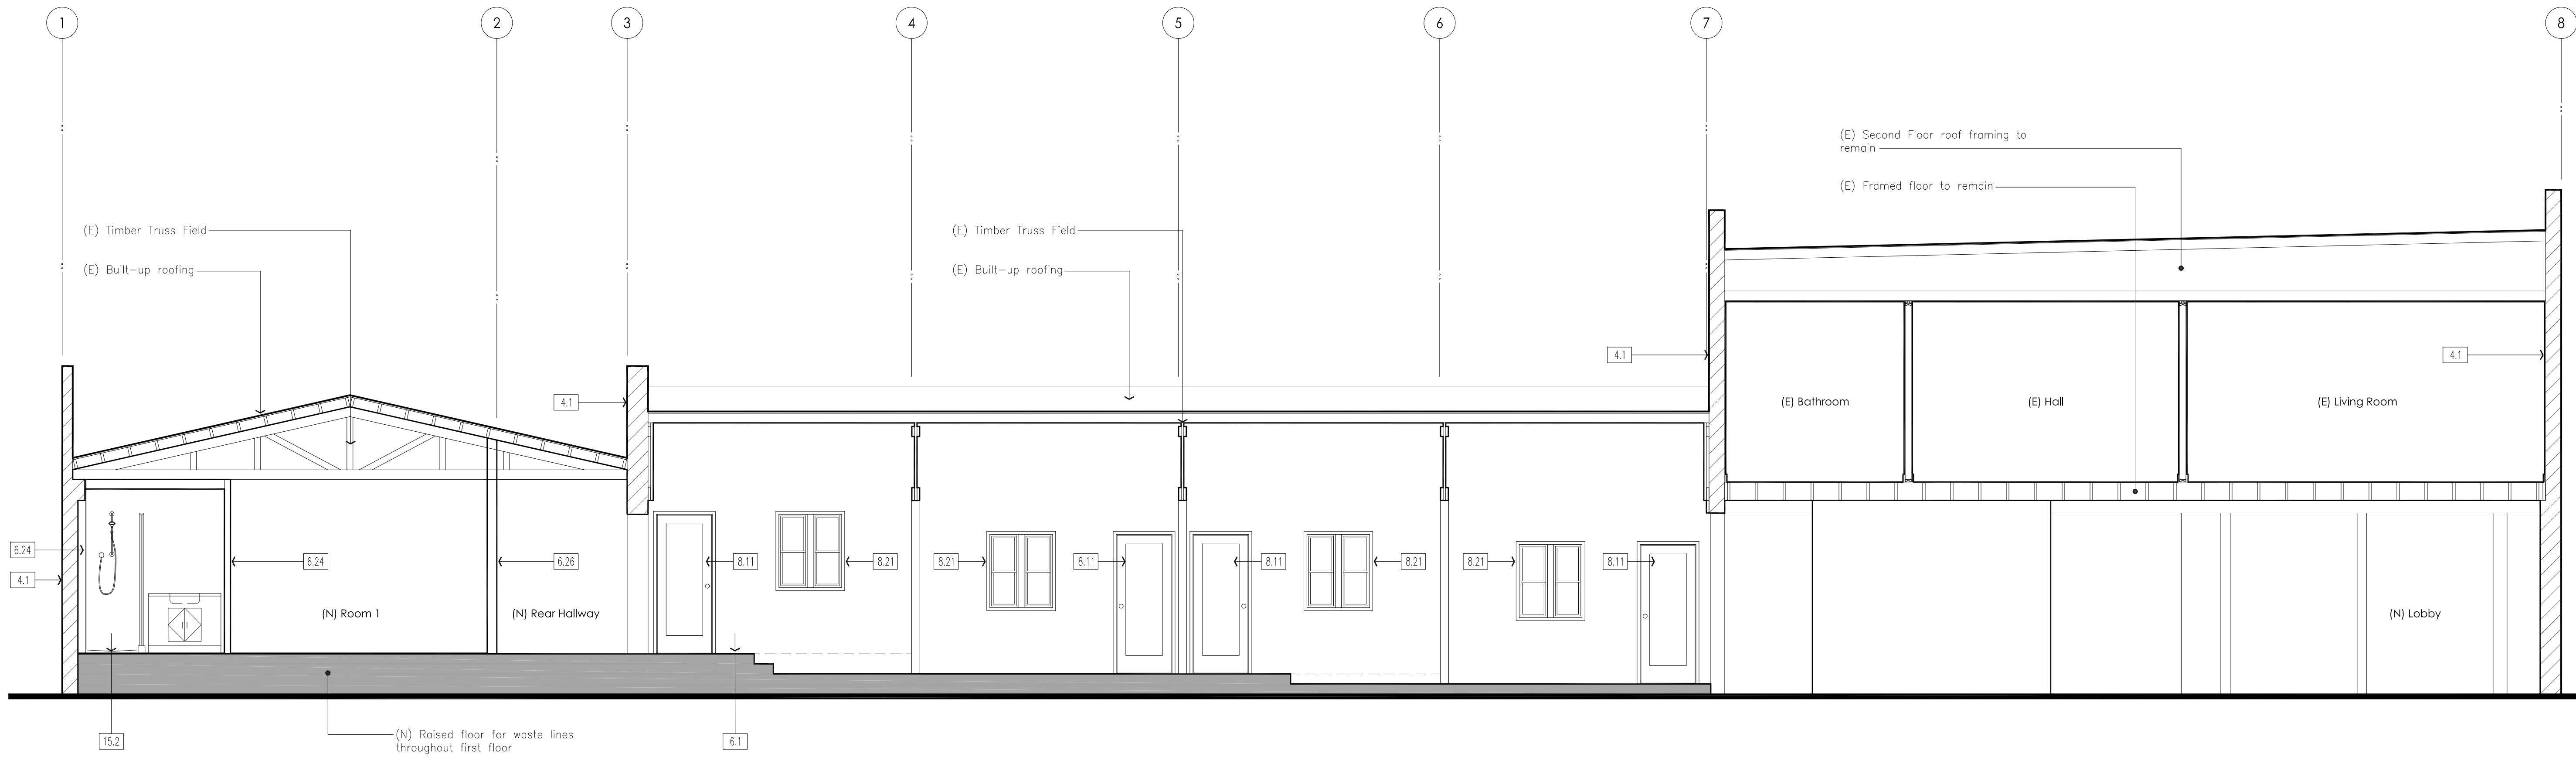 1
2
3
4
5
6
7
8
(E) Second Floor roof framing to
remain
(E) Framed floor to remain
(E) Timber Truss Field
(E) Timber Truss Field
(E) Built-up roofing
(E) Built-up roofing
4.1
4.1
4.1
(E) Bathroom
(E) Hall
(E) Living Room
6.24
4.1
6.24
6.26
8.11
8.21
8.21
8.11
8.11
8.21
8.21
8.11
(N) Room 1
(N) Rear Hallway
(N) Lobby
15.2
(N) Raised floor for waste lines
throughout first floor
6.1